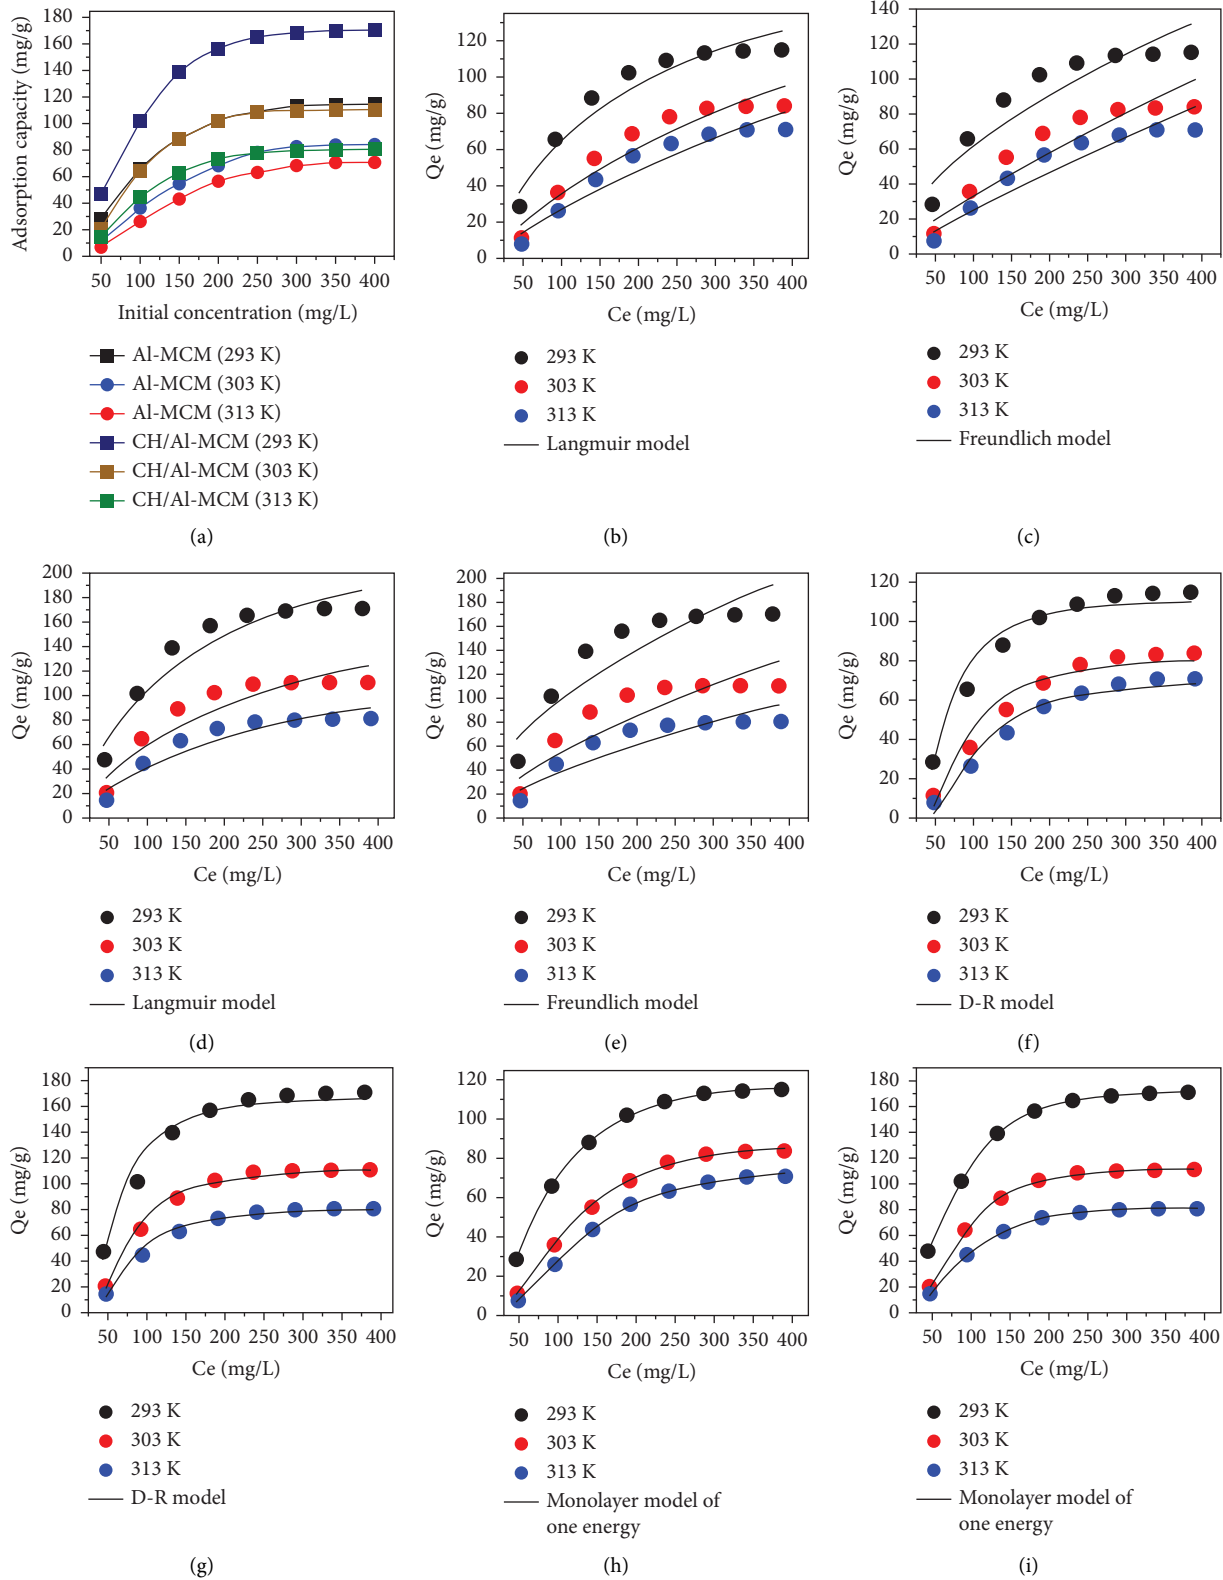 180
160
140
120
100
80
60
40
20
0
Adsorption capacity (mg/g)
50 100 150 200 250 300 350 400
Initial concentration (mg/L)
Al-MCM (293 K)
Al-MCM (303 K)
Al-MCM (313 K)
CH/Al-MCM (293 K)
CH/Al-MCM (303 K)
CH/Al-MCM (313 K)
(a)
120
100
80
60
40
20
0
Qe (mg/g)
50 100 150 200 250 300 350 400
Ce (mg/L)
293 K
303 K
313 K
Langmuir model
(b)
140
120
100
80
60
40
20
0
Qe (mg/g)
50 100 150 200 250 300 350 400
Ce (mg/L)
293 K
303 K
313 K
Freundlich model
(c)
200
180
160
140
120
100
80
60
40
20
0
Qe (mg/g)
50 100 150 200 250 300 350 400
Ce (mg/L)
293 K
303 K
313 K
Langmuir model
(d)
200
180
160
140
120
100
80
60
40
20
0
Qe (mg/g)
50 100 150 200 250 300 350 400
Ce (mg/L)
293 K
303 K
313 K
Freundlich model
(e)
120
100
80
60
40
20
0
Qe (mg/g)
50 100 150 200 250 300 350 400
Ce (mg/L)
293 K
303 K
313 K
D-R model
(f)
180
160
140
120
100
80
60
40
20
0
Qe (mg/g)
50 100 150 200 250 300 350 400
Ce (mg/L)
293 K
303 K
313 K
D-R model
(g)
120
100
80
60
40
20
0
Qe (mg/g)
50 100 150 200 250 300 350 400
Ce (mg/L)
293 K
303 K
313 K
Monolayer model of
one energy
(h)
180
160
140
120
100
80
60
40
20
0
Qe (mg/g)
50 100 150 200 250 300 350 400
Ce (mg/L)
293 K
303 K
313 K
Monolayer model of
one energy
(i)